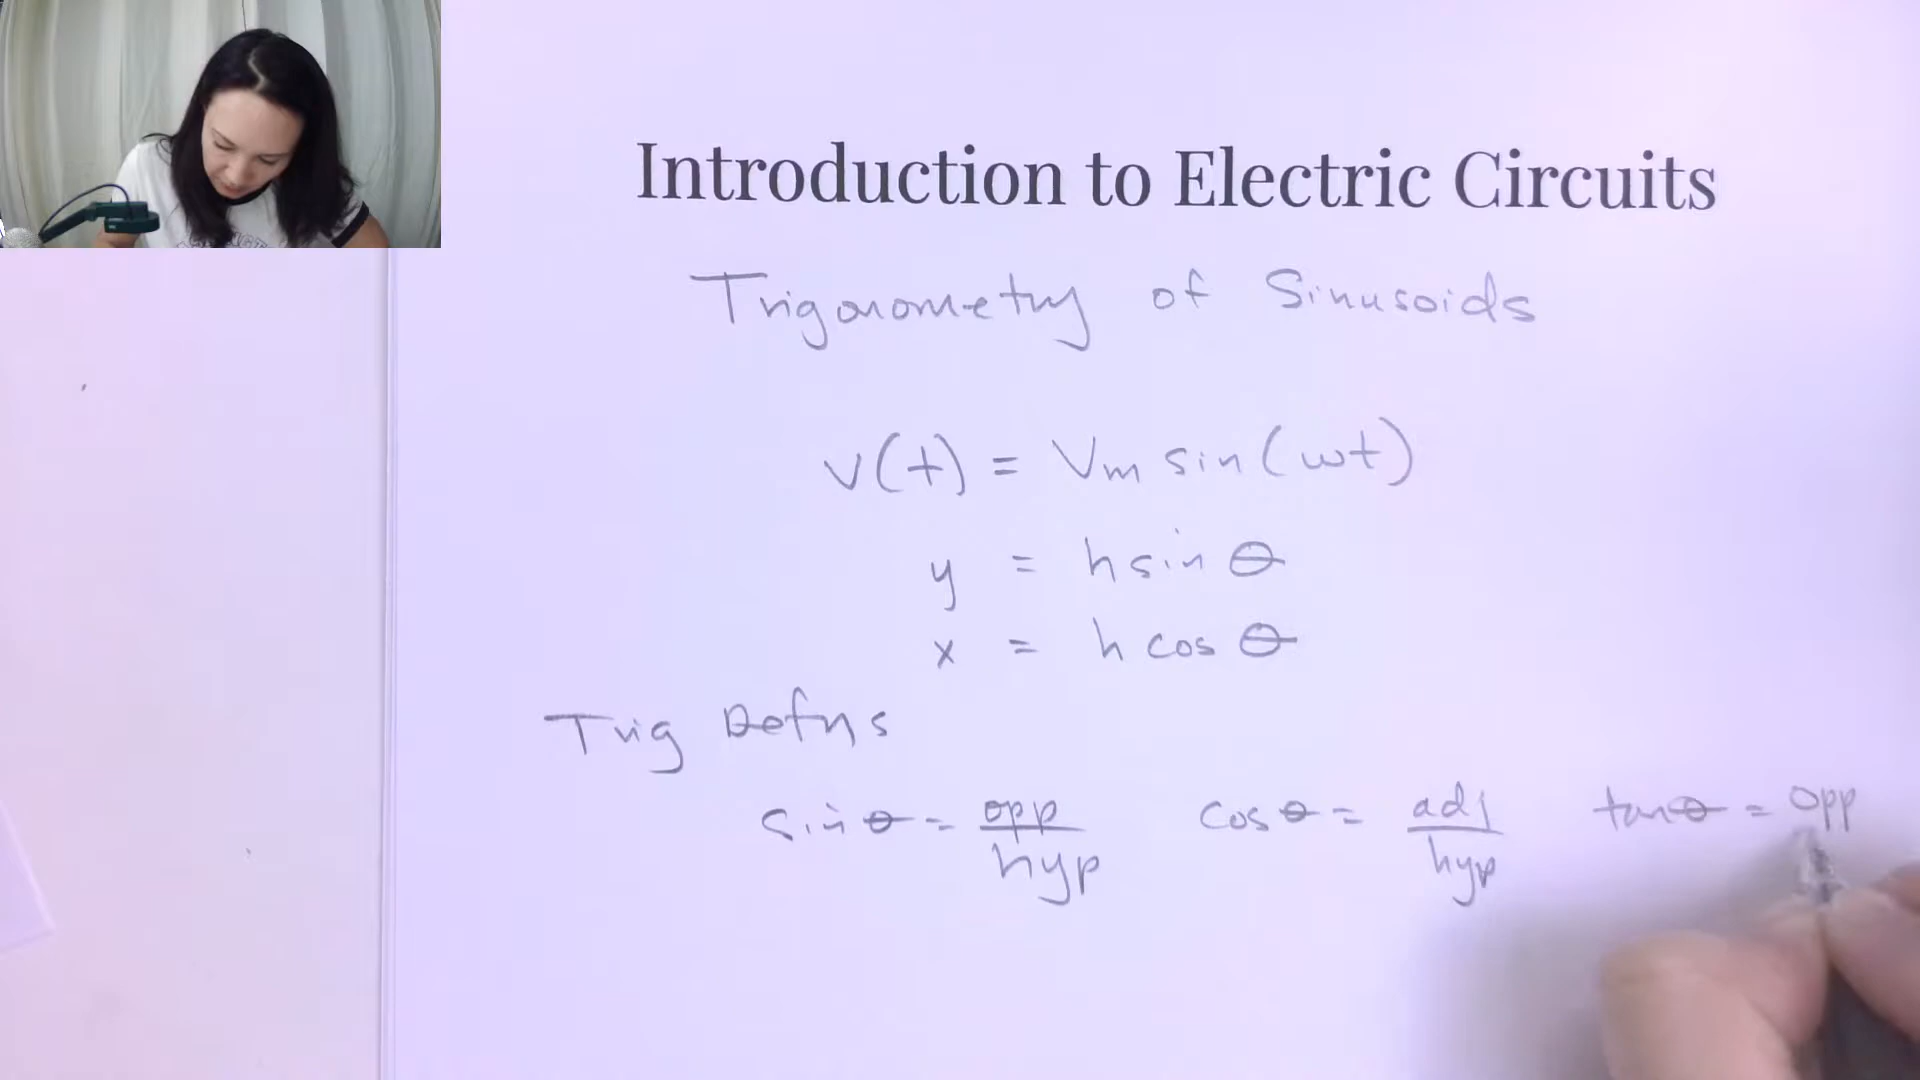 Introduction to Electric Circuits
Trigonometry of Sinusoids
v(t) = Vm sin(ωt)
y = h sin θ
x = h cos θ
Trig Defns
sin θ = opp/hyp cos θ = adj/hyp tan θ = opp